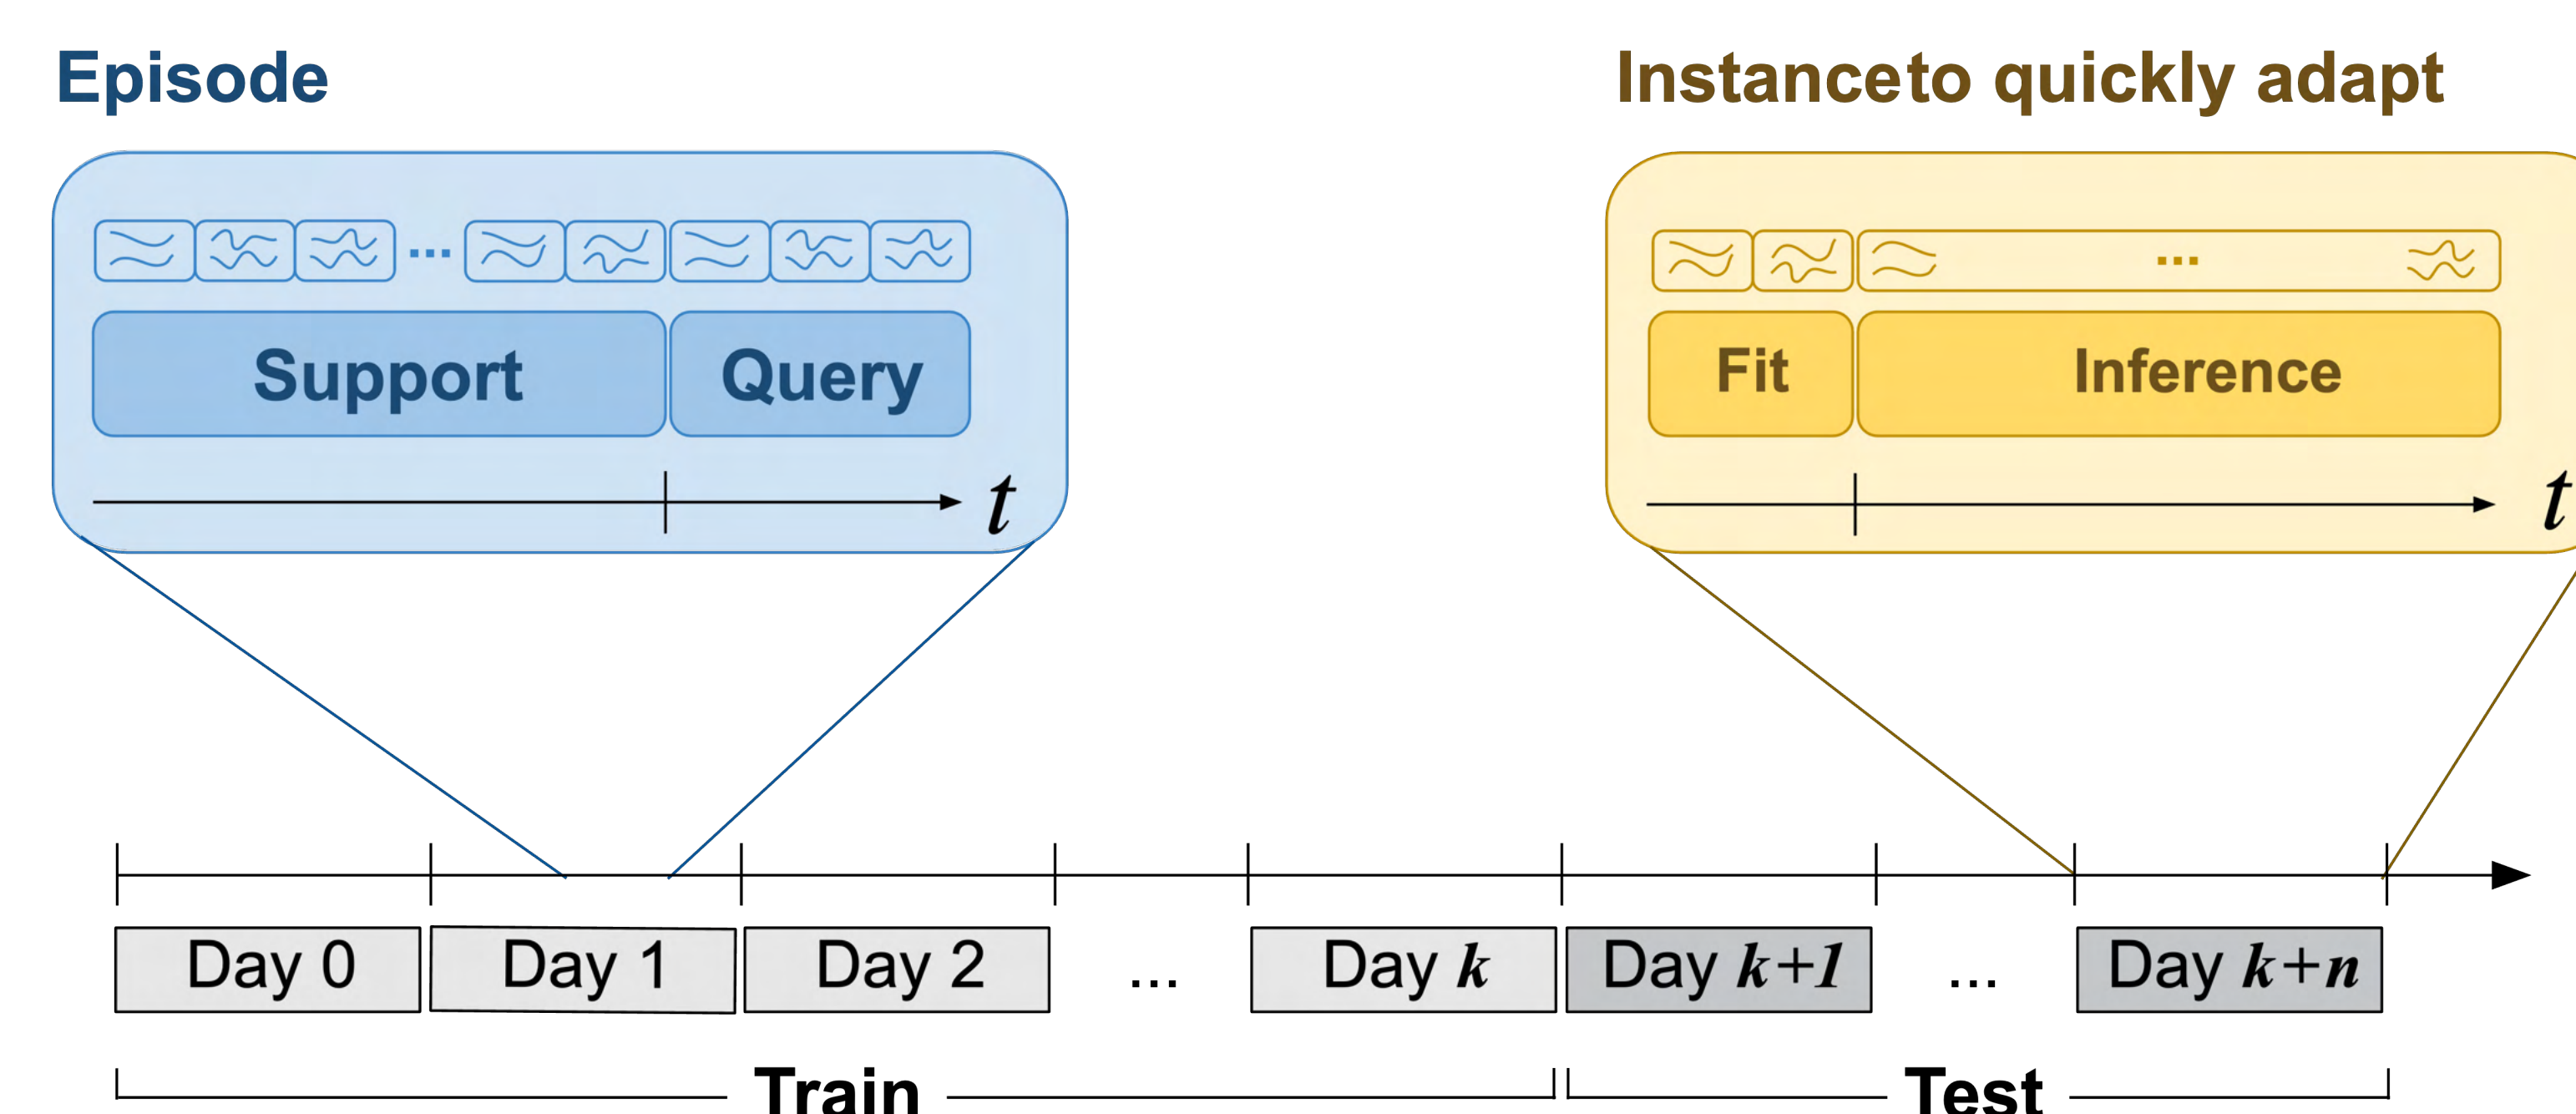 Episode
Instanceto quickly adapt
...
...
Support Query
Fit Inference
t
t
Day 0 Day 1 Day 2 ... Day k Day k+1 ... Day k+n
Train Test